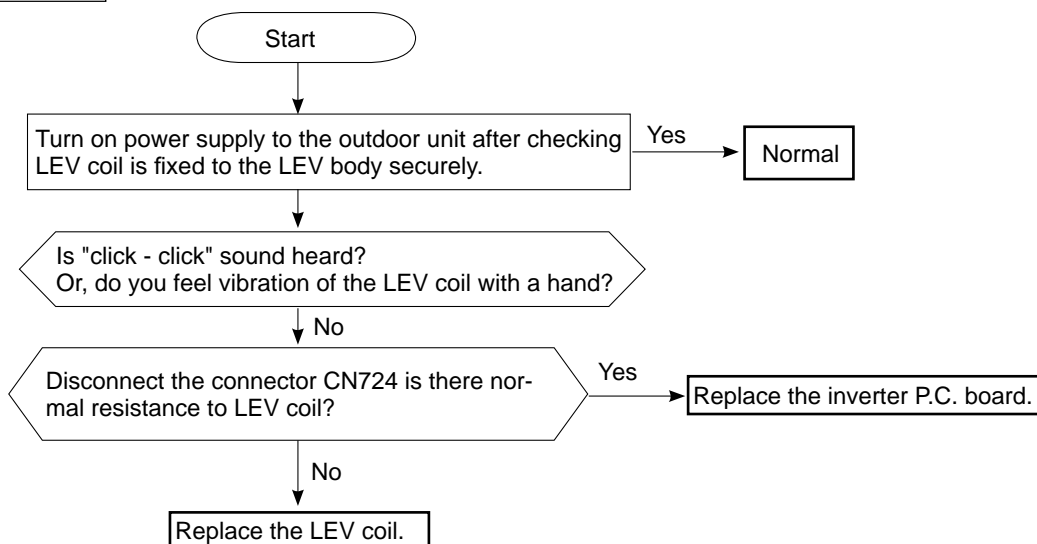 Start
Turn on power supply to the outdoor unit after checking
LEV coil is fixed to the LEV body securely.
Yes
Normal
Is "click - click" sound heard?
Or, do you feel vibration of the LEV coil with a hand?
No
Disconnect the connector CN724 is there nor-
mal resistance to LEV coil?
Yes
Replace the inverter P.C. board.
No
Replace the LEV coil.